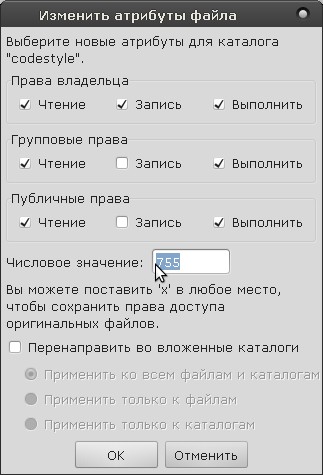 Изменить атрибуты файла
Выберите новые атрибуты для каталога
"codestyle".
Права владельца
Чтение Запись Выполнить
Групповые права
Чтение Запись Выполнить
Публичные права
Чтение Запись Выполнить
Числовое значение: 755
Вы можете поставить 'x' в любое место,
чтобы сохранить права доступа
оригинальных файлов.
Перенаправить во вложенные каталоги
Применить ко всем файлам и каталогам
Применить только к файлам
Применить только к каталогам
OK Отменить